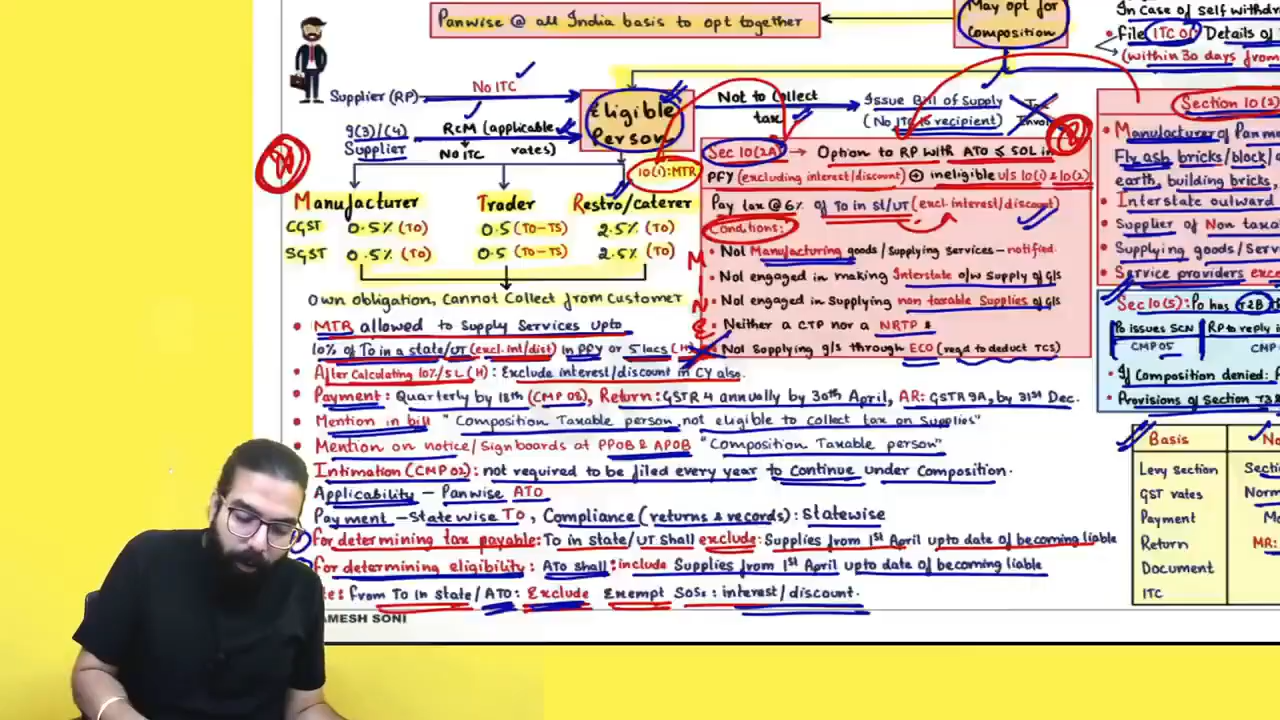 May opt for
Composition
Panwise @ all India basis to opt together
In Case of self withdr
• File ITC 01 Details of
(within 30 days from
Supplier (RP)
No ITC
9(3)/(4)
Supplier
RCM (applicable
rates)
No ITC
Eligible
Person
Not to collect
tax
Issue Bill of Supply
(No ITC to recipient)
10(1): MTR
Manufacturer
Trader
Restro/caterer
CGST 0.5% (TO) 0.5 (TO-TS) 2.5% (TO)
SGST 0.5% (TO) 0.5 (TO-TS) 2.5% (TO)
Own obligation, Cannot Collect from Customer
• MTR allowed to Supply Services upto
10% of To in a state/UT (excl.int/dist) in PFY or 5 lacs (H)
• After Calculating 10%/5L (H) : Exclude interest/discount in CY also.
• Payment : Quarterly by 18th (CMP 08), Return : GSTR 4 annually by 30th April, AR: GSTR 9A, by 31st Dec.
• Mention in bill " Composition Taxable person, not eligible to collect tax on Supplies"
• Mention on notice/Signboards at PPOB & APOB "Composition Taxable person"
• Intimation (CMP 02) : not required to be filed every year to Continue under Composition.
Applicability – Panwise ATO
Payment – Statewise TO, Compliance (returns & records) : Statewise
For determining tax payable: To in state/UT shall exclude: Supplies from 1st April upto date of becoming liable
For determining eligibility : ATO shall : include Supplies from 1st April upto date of becoming liable
: From To in state/ATO: Exclude Exempt SOS : interest/discount.
AMESH SONI
Sec 10(2A) → Option to RP with ATO ≤ 50L in
PFY (excluding interest/discount) ⊕ ineligible u/s 10(1) & 10(2)
Pay tax @ 6% of To in St/UT (excl. interest/discount)
Conditions:
M • Not Manufacturing goods/Supplying Services – notified.
I • Not engaged in making Interstate o/w Supply of g/s
N • Not engaged in Supplying non taxable Supplies of g/s
• Neither a CTP nor a NRTP
• Not Supplying g/s through ECO (reqd to deduct TCS)
Section 10(2)
• Manufacturer of Pan m
Fly ash bricks/block/
earth, building bricks,
• Interstate outward
• Supplier of Non taxa
• Supplying goods/Serv
• Service providers exce
Sec 10(5) : Po has R2B
Po issues SCN
CMP 05
RP to reply i
CMP
• If Composition denied:
• Provisions of Section 73&
Basis
Levy section Secti
GST rates Norm
Payment
Return MR:
Document
ITC